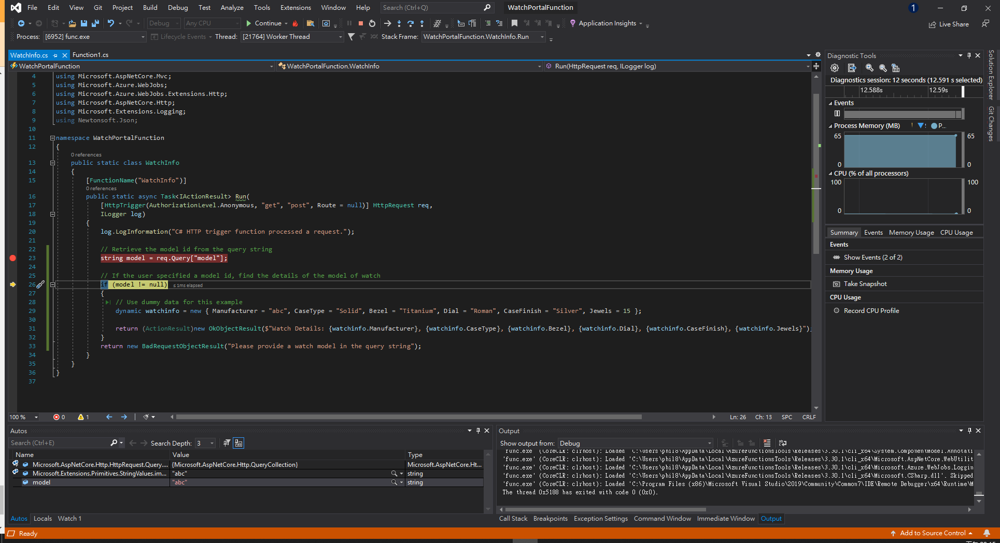 File Edit View Git Project Build Debug Test Analyze Tools Extensions Window Help Search (Ctrl+Q) WatchPortalFunction 1
Debug Any CPU Continue Application Insights Live Share
Process: [6952] func.exe Lifecycle Events Thread: [21764] Worker Thread Stack Frame: WatchPortalFunction.WatchInfo.Run
WatchInfo.cs Function1.cs
WatchPortalFunction WatchPortalFunction.WatchInfo Run(HttpRequest req, ILogger log)
4 using Microsoft.AspNetCore.Mvc;
5 using Microsoft.Azure.WebJobs;
6 using Microsoft.Azure.WebJobs.Extensions.Http;
7 using Microsoft.AspNetCore.Http;
8 using Microsoft.Extensions.Logging;
9 using Newtonsoft.Json;
10
11 namespace WatchPortalFunction
12 {
0 references
13 public static class WatchInfo
14 {
15 [FunctionName("WatchInfo")]
0 references
16 public static async Task<IActionResult> Run(
17 [HttpTrigger(AuthorizationLevel.Anonymous, "get", "post", Route = null)] HttpRequest req,
18 ILogger log)
19 {
20 log.LogInformation("C# HTTP trigger function processed a request.");
21
22 // Retrieve the model id from the query string
23 string model = req.Query["model"];
24
25 // If the user specified a model id, find the details of the model of watch
26 if (model != null) ≤ 1ms elapsed
27 {
28 // Use dummy data for this example
29 dynamic watchinfo = new { Manufacturer = "abc", CaseType = "Solid", Bezel = "Titanium", Dial = "Roman", CaseFinish = "Silver", Jewels = 15 };
30
31 return (ActionResult)new OkObjectResult($"Watch Details: {watchinfo.Manufacturer}, {watchinfo.CaseType}, {watchinfo.Bezel}, {watchinfo.Dial}, {watchinfo.CaseFinish}, {watchinfo.Jewels}");
32 }
33 return new BadRequestObjectResult("Please provide a watch model in the query string");
34 }
35 }
36 }
37
100 % 0 1 Ln: 26 Ch: 13 SPC CRLF
Diagnostic Tools
Diagnostics session: 12 seconds (12.591 s selected)
12.588s 12.59s
Events
Process Memory (MB) P...
65 65
0 0
CPU (% of all processors)
100 100
0 0
Summary Events Memory Usage CPU Usage
Events
Show Events (2 of 2)
Memory Usage
Take Snapshot
CPU Usage
Record CPU Profile
Solution Explorer
Git Changes
Autos
Search (Ctrl+E) Search Depth: 3
Name Value Type
Microsoft.AspNetCore.Http.HttpRequest.Query.... {Microsoft.AspNetCore.Http.QueryCollection} Microsoft.AspNetCore.Ht...
Microsoft.Extensions.Primitives.StringValues.im... "abc" string
model "abc" string
Autos Locals Watch 1
Output
Show output from: Debug
'func.exe' (CoreCLR: clrhost): Loaded 'C:\Users\phil8\AppData\Local\AzureFunctionsTools\Releases\3.30.1\cli_x64\System.ComponentModel.Annotati
'func.exe' (CoreCLR: clrhost): Loaded 'C:\Users\phil8\AppData\Local\AzureFunctionsTools\Releases\3.30.1\cli_x64\Microsoft.AspNetCore.WebUtilit
'func.exe' (CoreCLR: clrhost): Loaded 'C:\Users\phil8\AppData\Local\AzureFunctionsTools\Releases\3.30.1\cli_x64\Microsoft.Azure.WebJobs.Loggin
'func.exe' (CoreCLR: clrhost): Loaded 'C:\Users\phil8\AppData\Local\AzureFunctionsTools\Releases\3.30.1\cli_x64\Microsoft.CSharp.dll'. Skipped
'func.exe' (CoreCLR: clrhost): Loaded 'C:\Program Files (x86)\Microsoft Visual Studio\2019\Community\Common7\IDE\Remote Debugger\x64\Runtime\M
The thread 0x5188 has exited with code 0 (0x0).
Call Stack Breakpoints Exception Settings Command Window Immediate Window Output
Ready Add to Source Control